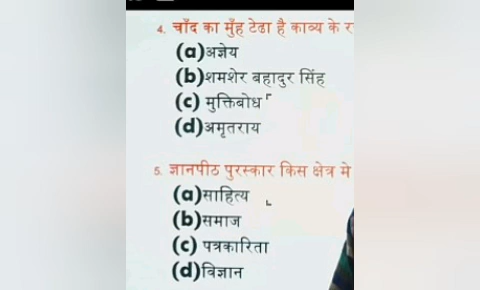 4. चाँद का मुँह टेढा है काव्य के र
(a)अज्ञेय
(b)शमशेर बहादुर सिंह
(c) मुक्तिबोध
(d)अमृतराय
5. ज्ञानपीठ पुरस्कार किस क्षेत्र मे
(a)साहित्य
(b)समाज
(c) पत्रकारिता
(d)विज्ञान